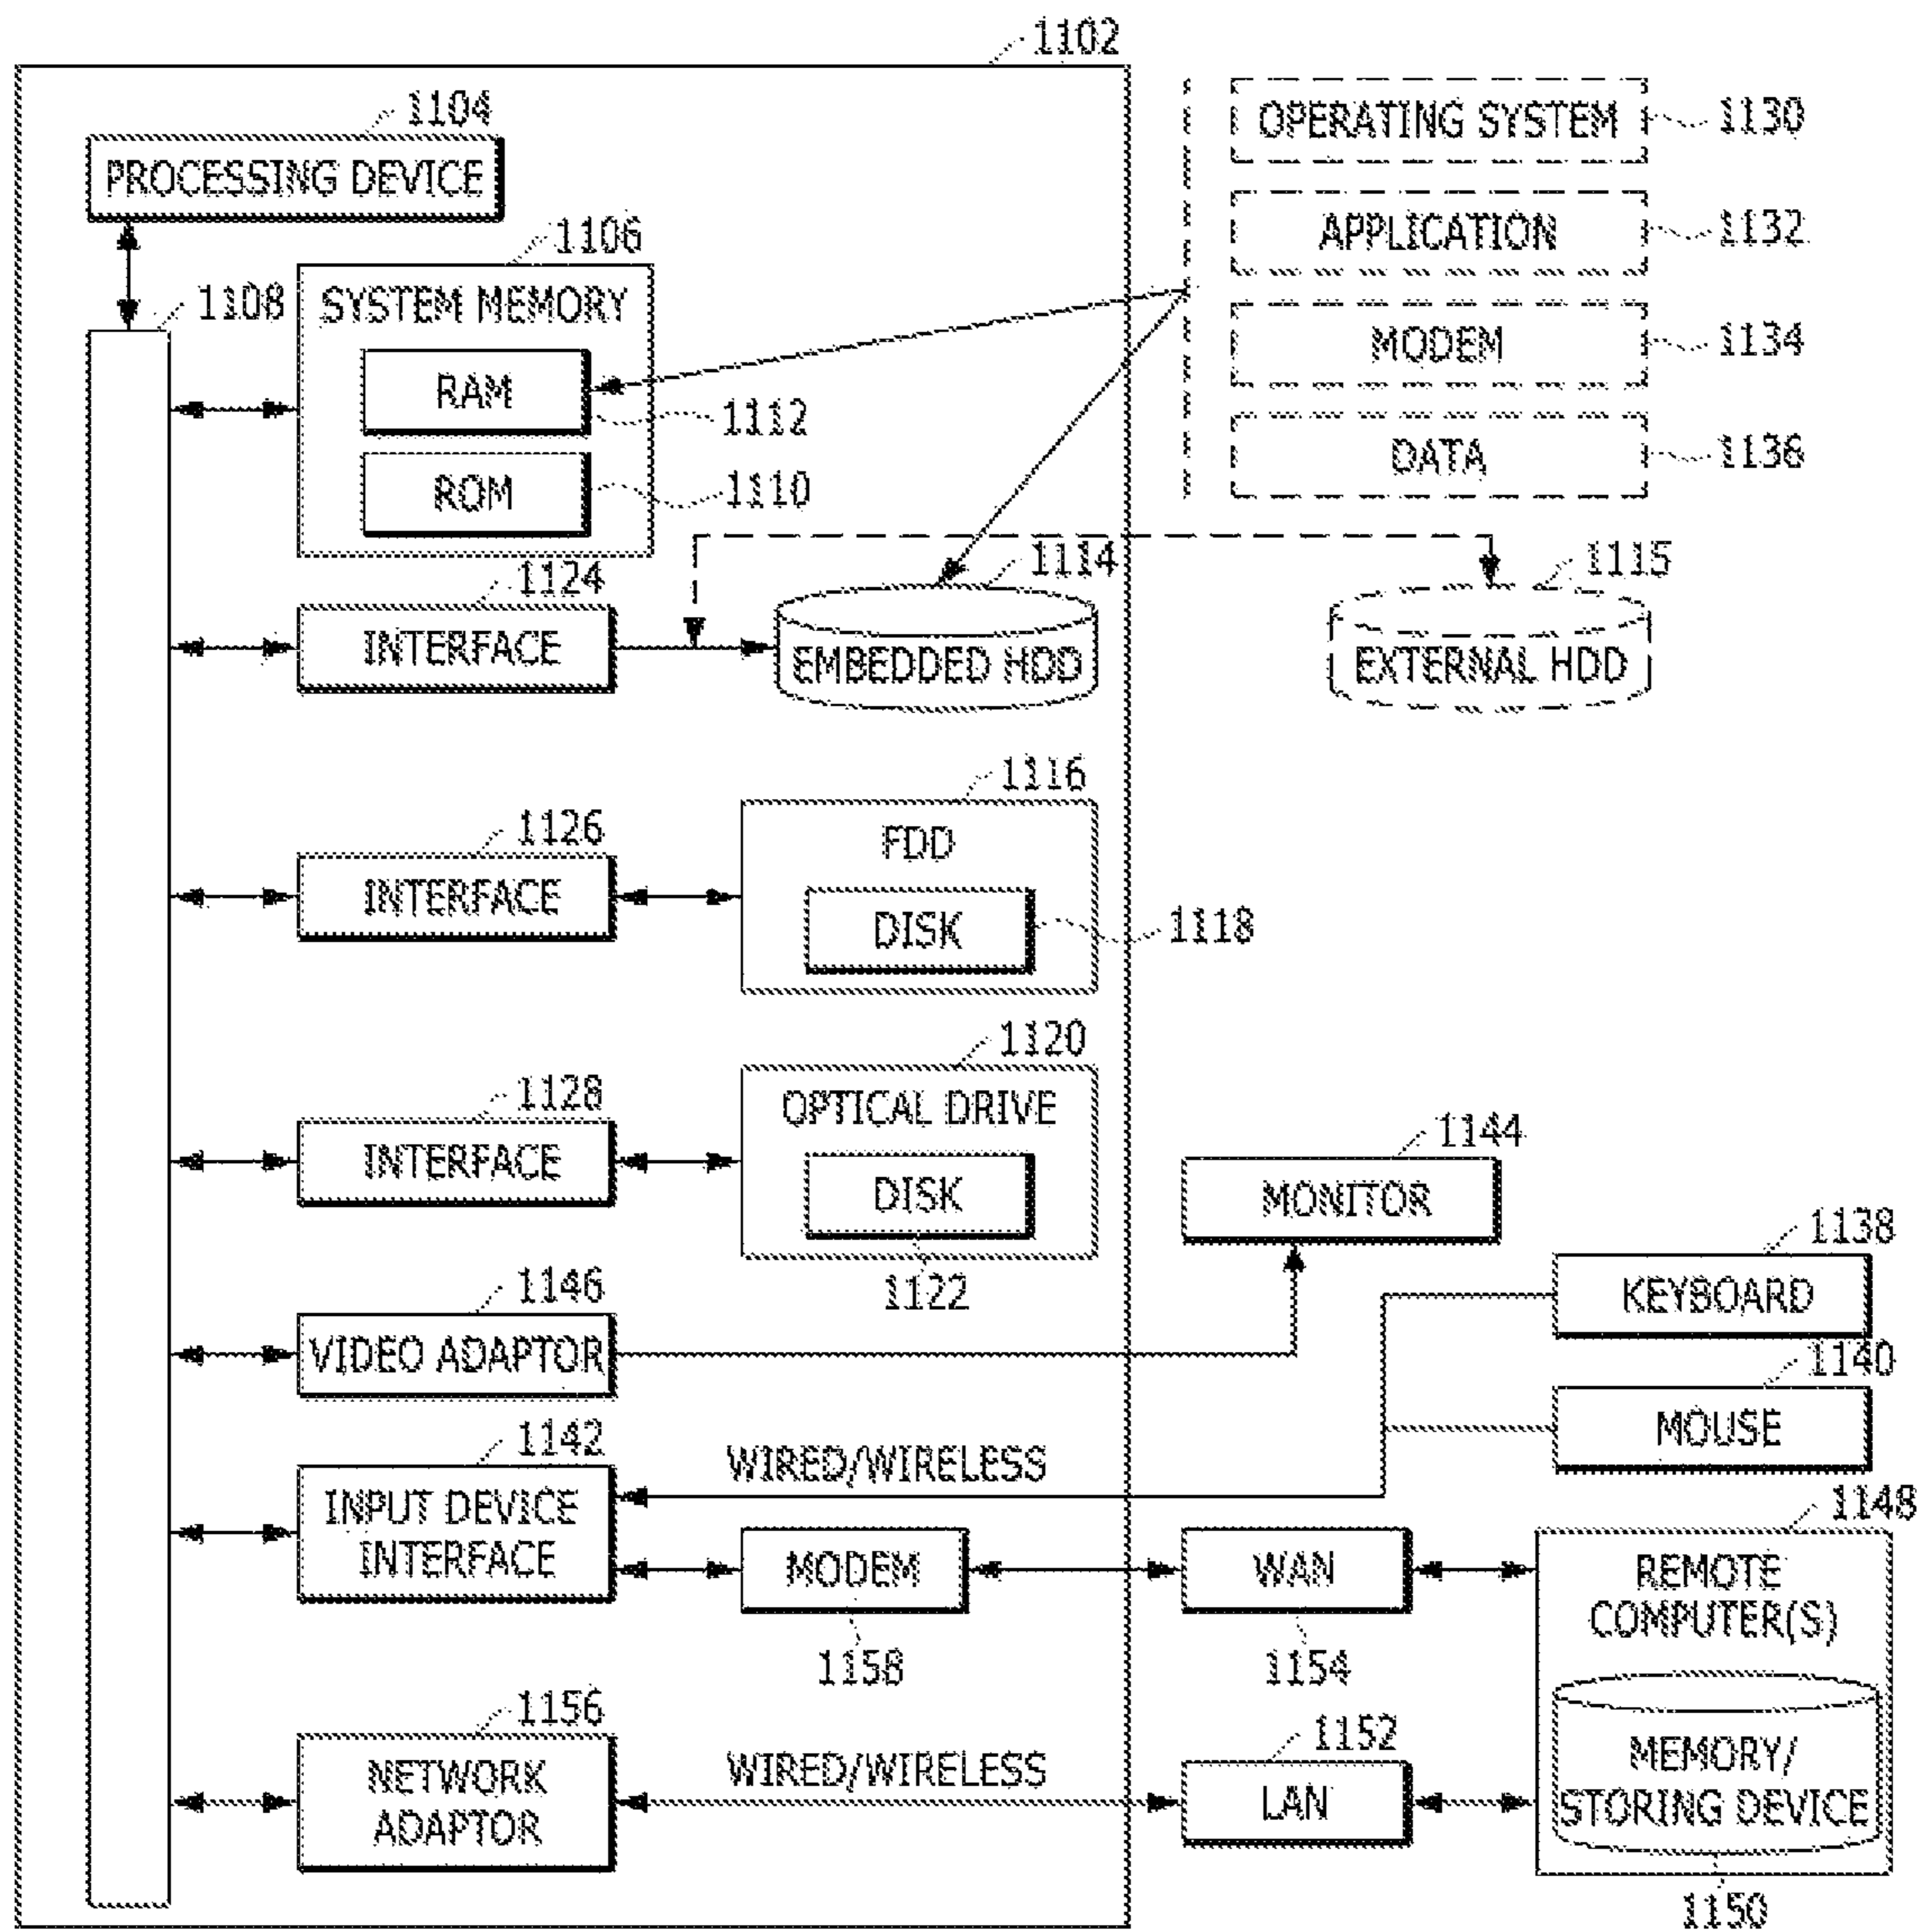 1102
1104
PROCESSING DEVICE
OPERATING SYSTEM
1130
APPLICATION
1132
MODEM
1134
DATA
1136
1106
SYSTEM MEMORY
1108
RAM
1112
ROM
1110
1124
INTERFACE
1114
EMBEDDED HDD
1115
EXTERNAL HDD
1126
INTERFACE
1116
FDD
DISK
1118
1128
INTERFACE
1120
OPTICAL DRIVE
DISK
1122
1144
MONITOR
1138
KEYBOARD
1146
VIDEO ADAPTOR
1140
MOUSE
1142
INPUT DEVICE
INTERFACE
WIRED/WIRELESS
MODEM
1158
WAN
1154
1148
REMOTE
COMPUTER(S)
MEMORY/
STORING DEVICE
1150
1156
NETWORK
ADAPTOR
WIRED/WIRELESS
1152
LAN